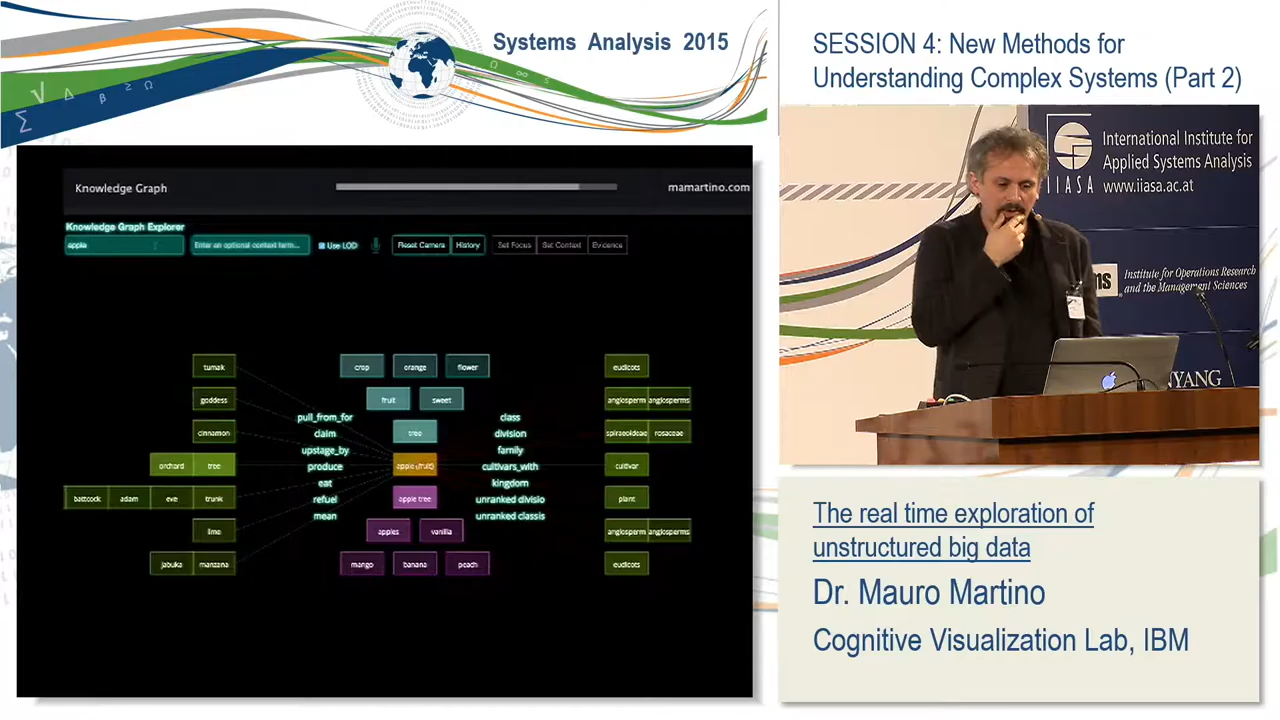 Systems Analysis 2015
SESSION 4: New Methods for
Understanding Complex Systems (Part 2)
√ Δ β ≥ Ω
Σ
Ω ∞ s
Knowledge Graph
mamartino.com
Knowledge Graph Explorer
apple
Enter an optional context term...
Use LOD
Reset Camera
History
Set Focus
Set Context
Evidence
tumak
goddess
cinnamon
orchard tree
battcock adam eve trunk
lime
jabuka manzana
pull_from_for
claim
upstage_by
produce
eat
refuel
mean
crop orange flower
fruit sweet
tree
apple (fruit)
apple tree
apples vanilla
mango banana peach
class
division
family
cultivars_with
kingdom
unranked divisio
unranked classis
eudicots
angiosperm angiosperms
spiraeoideae rosaceae
cultivar
plant
angiosperm angiosperms
eudicots
IIASA
International Institute for
Applied Systems Analysis
www.iiasa.ac.at
ms
Institute for Operations Research
and the Management Sciences
NYANG
The real time exploration of
unstructured big data
Dr. Mauro Martino
Cognitive Visualization Lab, IBM